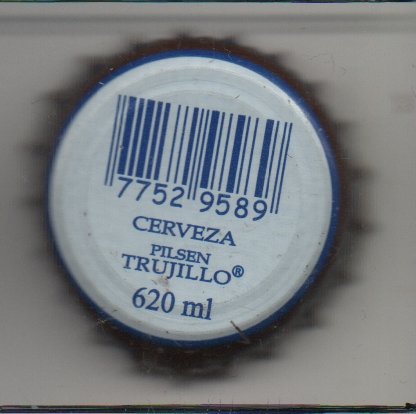 7752 9589
CERVEZA
PILSEN
TRUJILLO®
620 ml